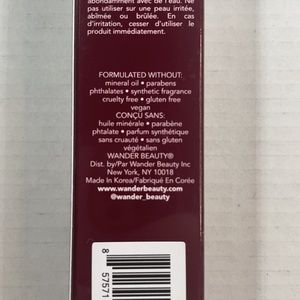 abondamment avec de l'eau. Ne
pas utiliser sur une peau irritée,
abîmée ou brûlée. En cas
d'irritation, cesser d'utiliser le
produit immédiatement.
FORMULATED WITHOUT:
mineral oil • parabens
phthalates • synthetic fragrance
cruelty free • gluten free
vegan
CONÇU SANS:
huile minérale • parabène
phtalate • parfum synthétique
sans cruauté • sans gluten
végétalien
WANDER BEAUTY®
Dist. by/Par Wander Beauty Inc
New York, NY 10018
Made in Korea/Fabriqué En Corée
www.wanderbeauty.com
@wander_beauty
8 57571